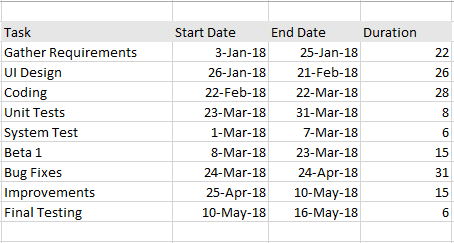 Task Start Date End Date Duration
Gather Requirements 3-Jan-18 25-Jan-18 22
UI Design 26-Jan-18 21-Feb-18 26
Coding 22-Feb-18 22-Mar-18 28
Unit Tests 23-Mar-18 31-Mar-18 8
System Test 1-Mar-18 7-Mar-18 6
Beta 1 8-Mar-18 23-Mar-18 15
Bug Fixes 24-Mar-18 24-Apr-18 31
Improvements 25-Apr-18 10-May-18 15
Final Testing 10-May-18 16-May-18 6